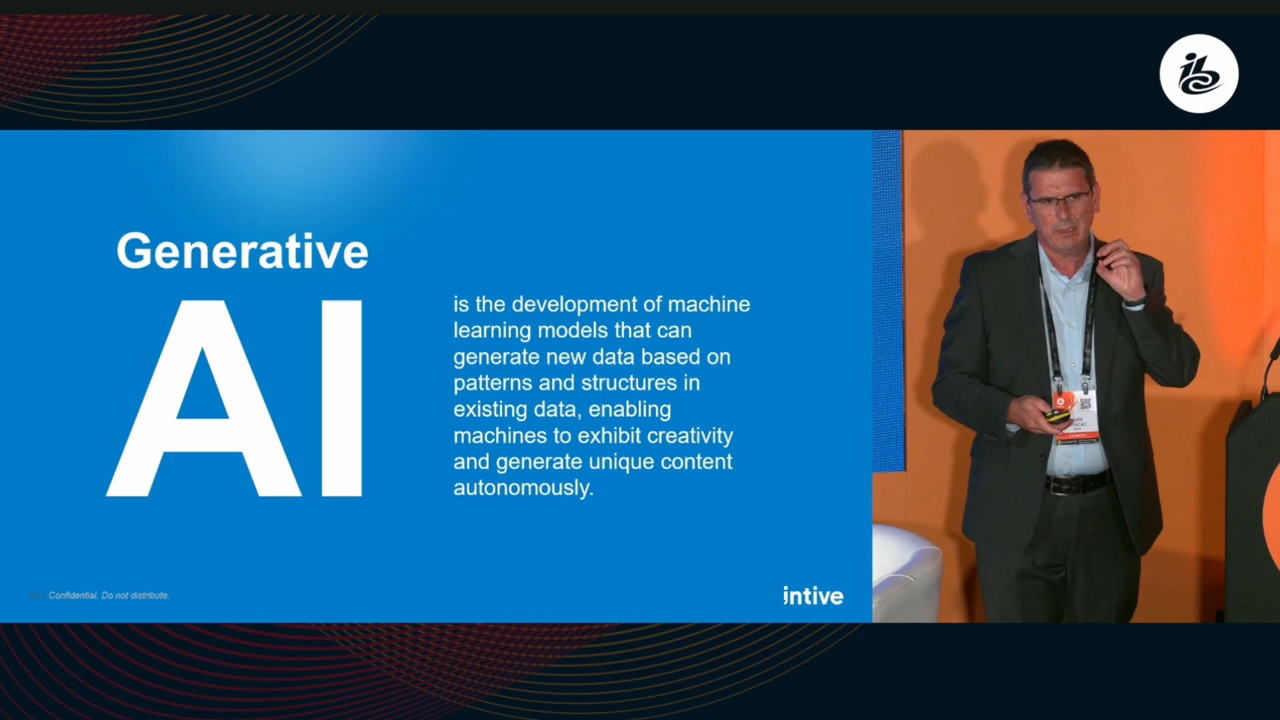 ibc
Generative
AI
is the development of machine
learning models that can
generate new data based on
patterns and structures in
existing data, enabling
machines to exhibit creativity
and generate unique content
autonomously.
Confidential. Do not distribute.
intive